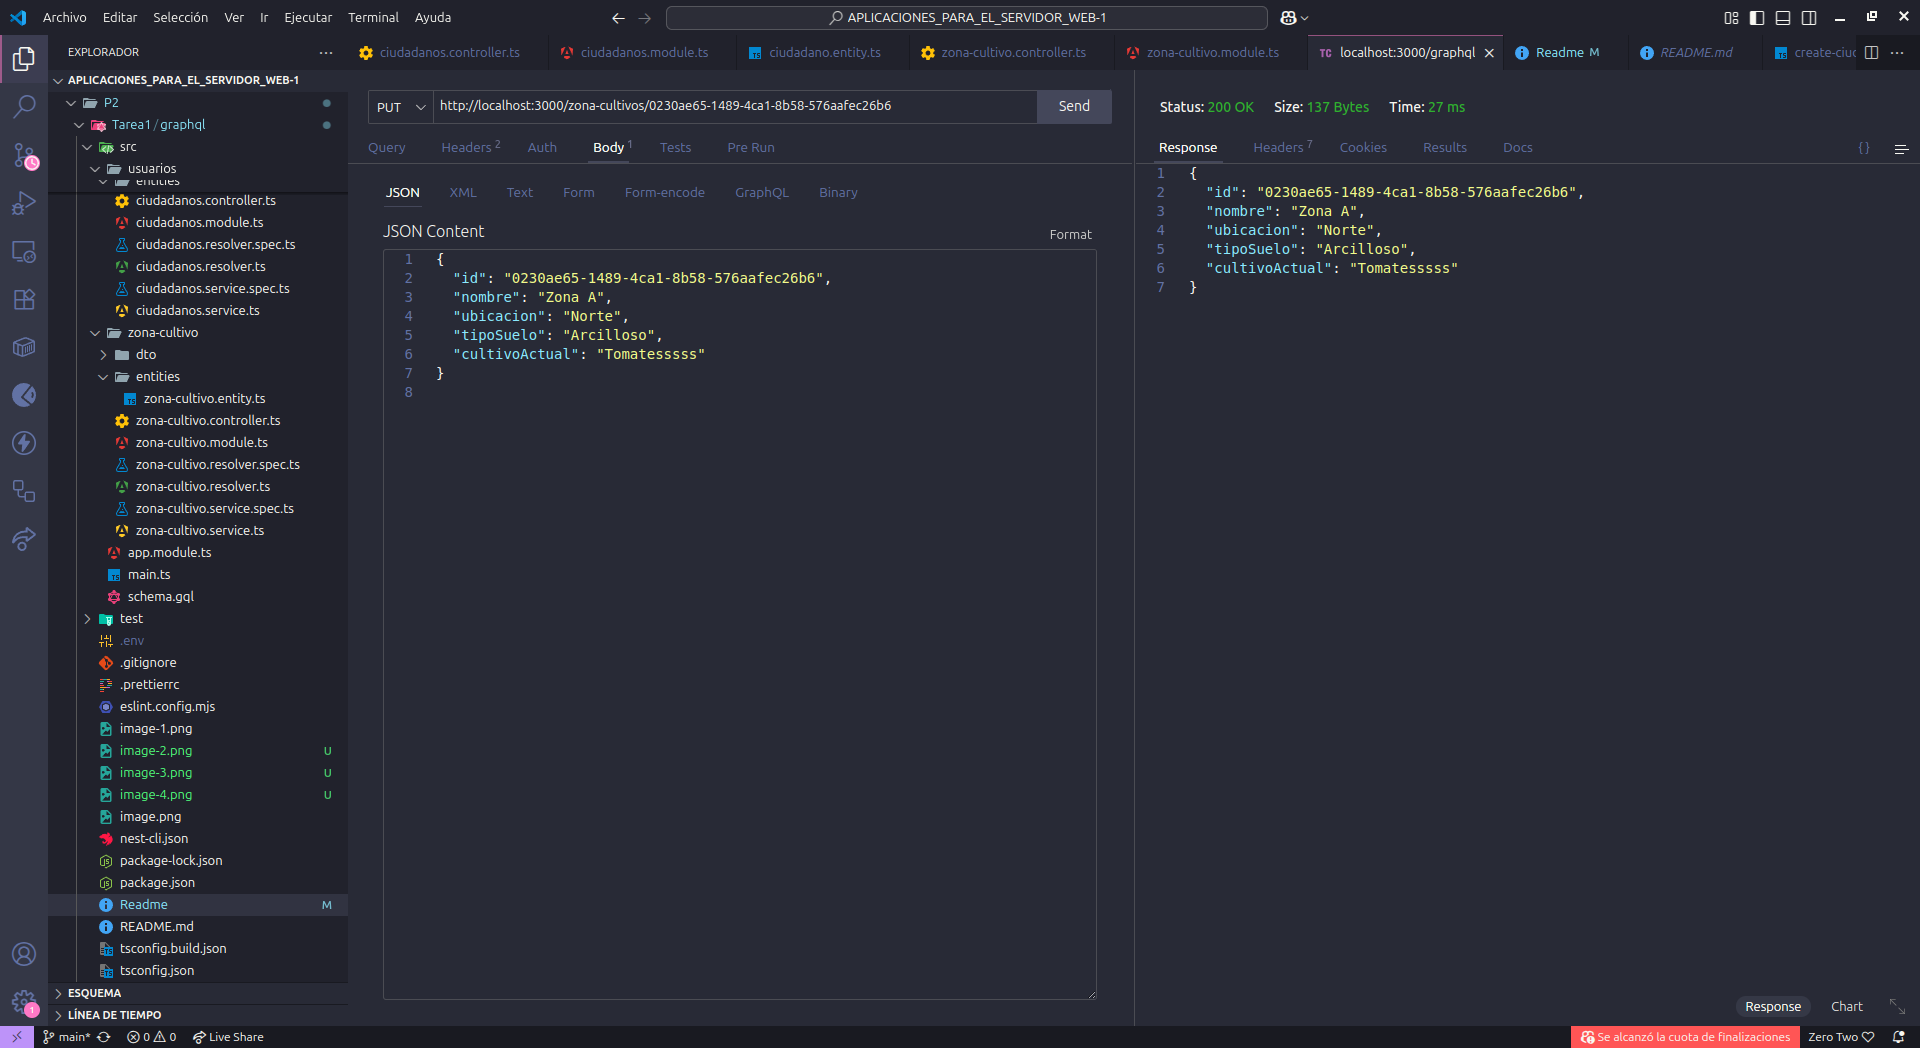 Archivo Editar Selección Ver Ir Ejecutar Terminal Ayuda
APLICACIONES_PARA_EL_SERVIDOR_WEB-1
EXPLORADOR
ciudadanos.controller.ts ciudadanos.module.ts ciudadano.entity.ts zona-cultivo.controller.ts zona-cultivo.module.ts TC localhost:3000/graphql Readme M README.md create-ciuc
APLICACIONES_PARA_EL_SERVIDOR_WEB-1
P2
Tarea1 / graphql
src
usuarios
entities
ciudadanos.controller.ts
ciudadanos.module.ts
ciudadanos.resolver.spec.ts
ciudadanos.resolver.ts
ciudadanos.service.spec.ts
ciudadanos.service.ts
zona-cultivo
dto
entities
zona-cultivo.entity.ts
zona-cultivo.controller.ts
zona-cultivo.module.ts
zona-cultivo.resolver.spec.ts
zona-cultivo.resolver.ts
zona-cultivo.service.spec.ts
zona-cultivo.service.ts
app.module.ts
main.ts
schema.gql
test
.env
.gitignore
.prettierrc
eslint.config.mjs
image-1.png
image-2.png U
image-3.png U
image-4.png U
image.png
nest-cli.json
package-lock.json
package.json
Readme M
README.md
tsconfig.build.json
tsconfig.json
ESQUEMA
LÍNEA DE TIEMPO
PUT http://localhost:3000/zona-cultivos/0230ae65-1489-4ca1-8b58-576aafec26b6 Send
Query Headers 2 Auth Body 1 Tests Pre Run
JSON XML Text Form Form-encode GraphQL Binary
JSON Content Format
1 {
2 "id": "0230ae65-1489-4ca1-8b58-576aafec26b6",
3 "nombre": "Zona A",
4 "ubicacion": "Norte",
5 "tipoSuelo": "Arcilloso",
6 "cultivoActual": "Tomatesssss"
7 }
8
Status: 200 OK Size: 137 Bytes Time: 27 ms
Response Headers 7 Cookies Results Docs { }
1 {
2 "id": "0230ae65-1489-4ca1-8b58-576aafec26b6",
3 "nombre": "Zona A",
4 "ubicacion": "Norte",
5 "tipoSuelo": "Arcilloso",
6 "cultivoActual": "Tomatesssss"
7 }
Response Chart
1
main* 0 0 Live Share Se alcanzó la cuota de finalizaciones Zero Two